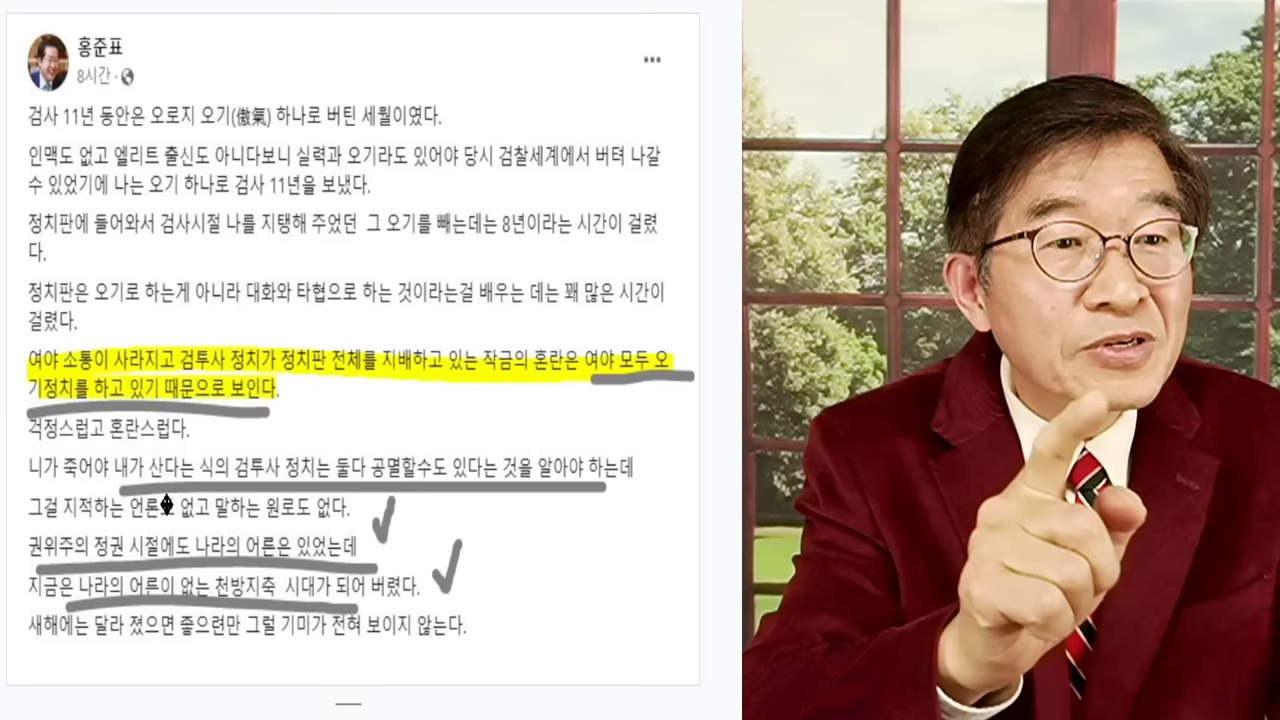 홍준표
8시간 ·
검사 11년 동안은 오로지 오기(傲氣) 하나로 버틴 세월이였다.
인맥도 없고 엘리트 출신도 아니다보니 실력과 오기라도 있어야 당시 검찰세계에서 버텨 나갈
수 있었기에 나는 오기 하나로 검사 11년을 보냈다.
정치판에 들어와서 검사시절 나를 지탱해 주었던 그 오기를 빼는데는 8년이라는 시간이 걸렸
다.
정치판은 오기로 하는게 아니라 대화와 타협으로 하는 것이라는걸 배우는 데는 꽤 많은 시간이
걸렸다.
여야 소통이 사라지고 검투사 정치가 정치판 전체를 지배하고 있는 작금의 혼란은 여야 모두 오
기정치를 하고 있기 때문으로 보인다.
걱정스럽고 혼란스럽다.
니가 죽어야 내가 산다는 식의 검투사 정치는 둘다 공멸할수도 있다는 것을 알아야 하는데
그걸 지적하는 없고 말하는 원로도 없다.
권위주의 정권 시절에도 나라의 어른은 있었는데
지금은 나라의 어른이 없는 천방지축 시대가 되어 버렸다.
새해에는 달라 졌으면 좋으련만 그럴 기미가 전혀 보이지 않는다.